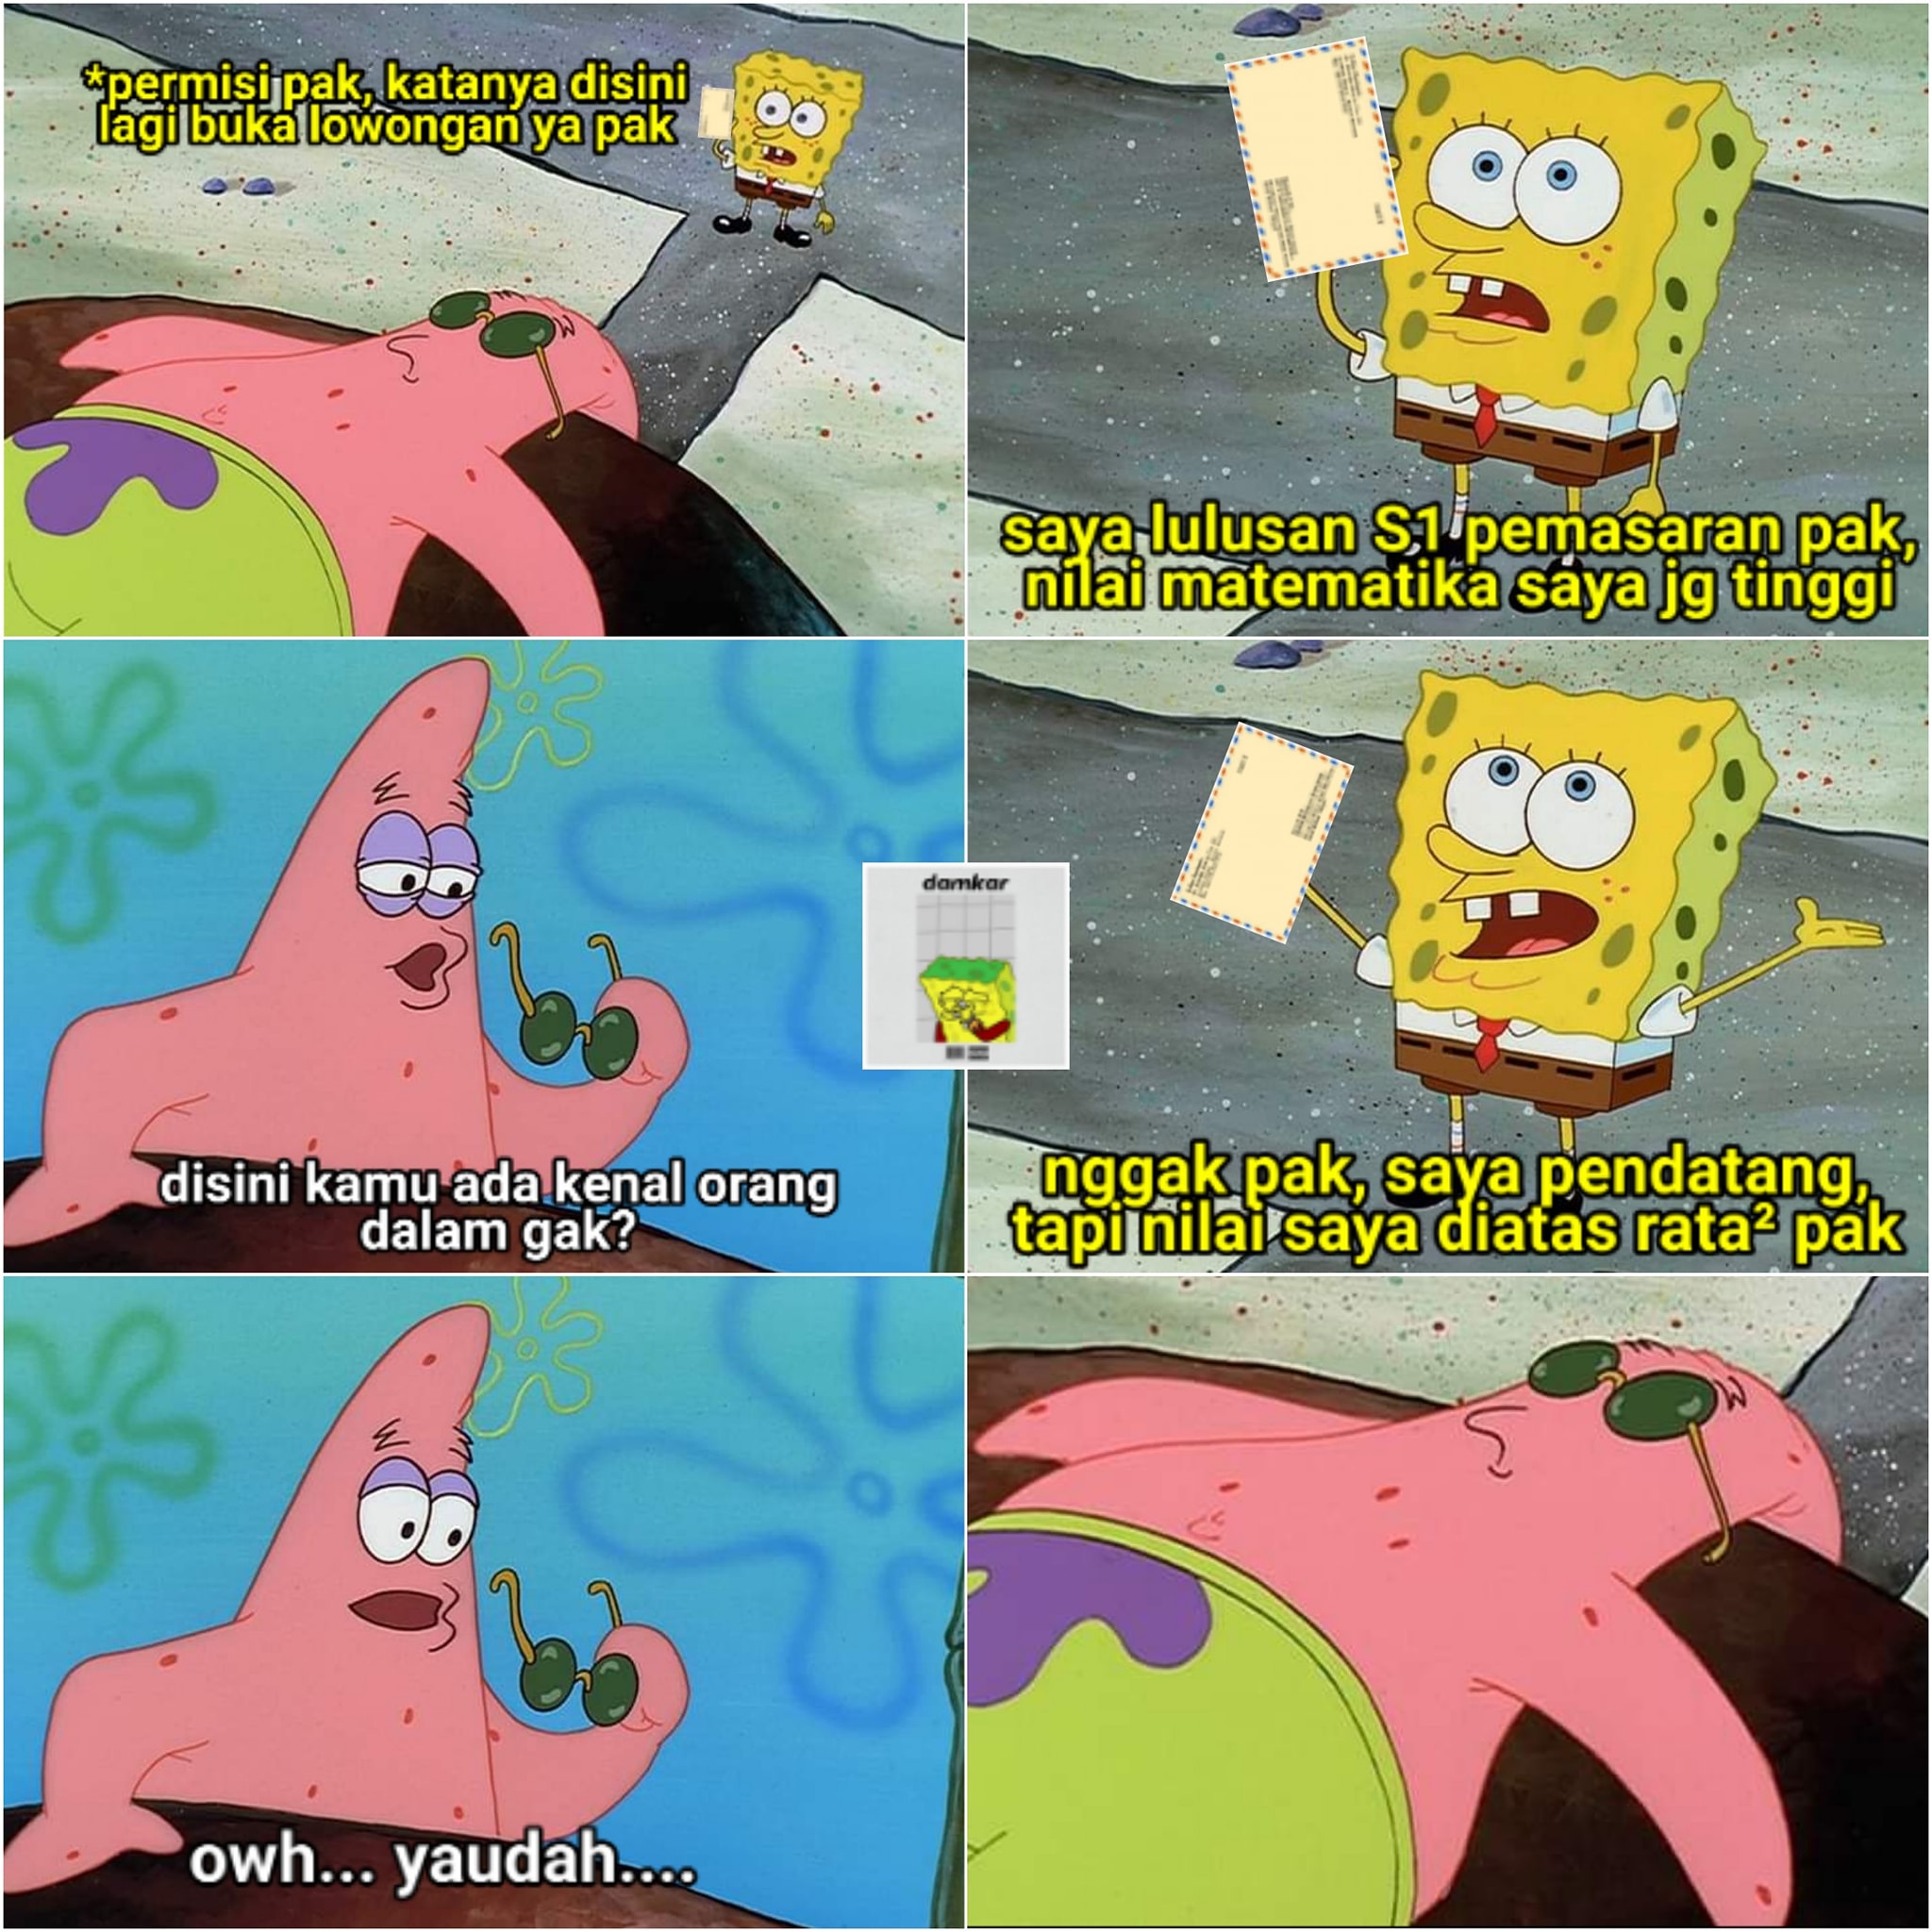 *permisi pak, katanya disini
lagi buka lowongan ya pak
saya lulusan S1 pemasaran pak,
nilai matematika saya jg tinggi
disini kamu ada kenal orang
dalam gak?
damkar
nggak pak, saya pendatang,
tapi nilai saya diatas rata² pak
owh... yaudah....